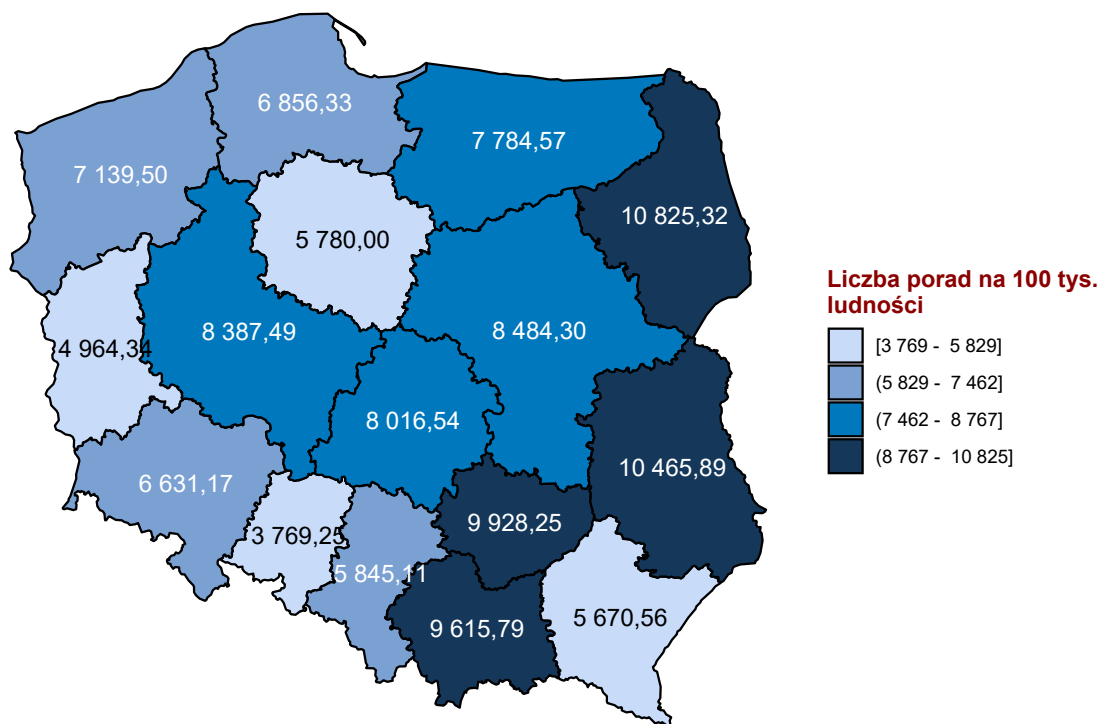 6 856,33
7 784,57
7 139,50
10 825,32
5 780,00
8 387,49
8 484,30
4 964,34
8 016,54
10 465,89
6 631,17
9 928,25
3 769,25
5 845,11
5 670,56
9 615,79
Liczba porad na 100 tys.
ludności
[3 769 - 5 829]
(5 829 - 7 462]
(7 462 - 8 767]
(8 767 - 10 825]